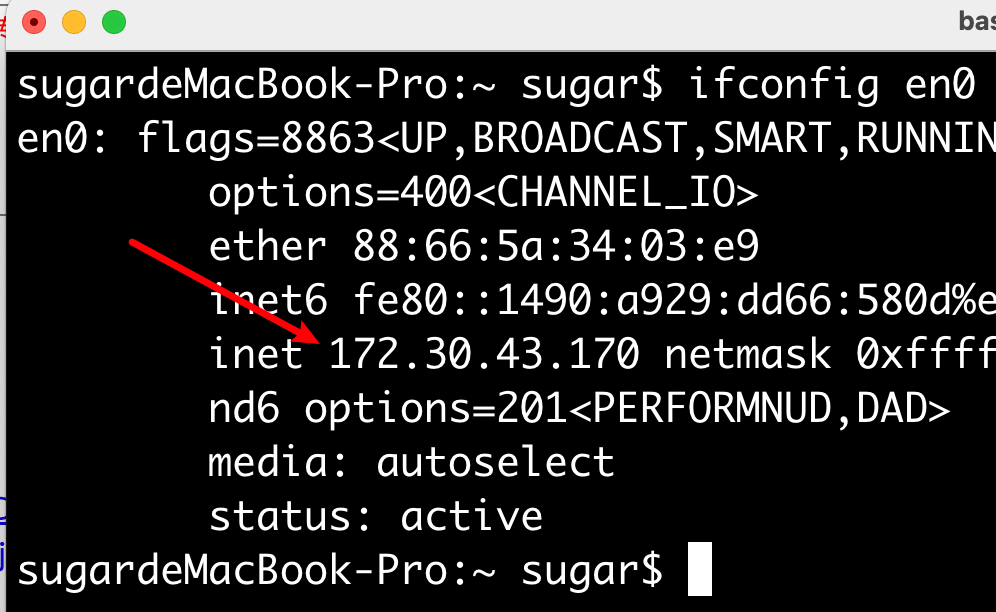 bas
sugardeMacBook-Pro:~ sugar$ ifconfig en0
en0: flags=8863<UP,BROADCAST,SMART,RUNNIN
options=400<CHANNEL_IO>
ether 88:66:5a:34:03:e9
inet6 fe80::1490:a929:dd66:580d%e
inet 172.30.43.170 netmask 0xffff
nd6 options=201<PERFORMNUD,DAD>
media: autoselect
status: active
sugardeMacBook-Pro:~ sugar$